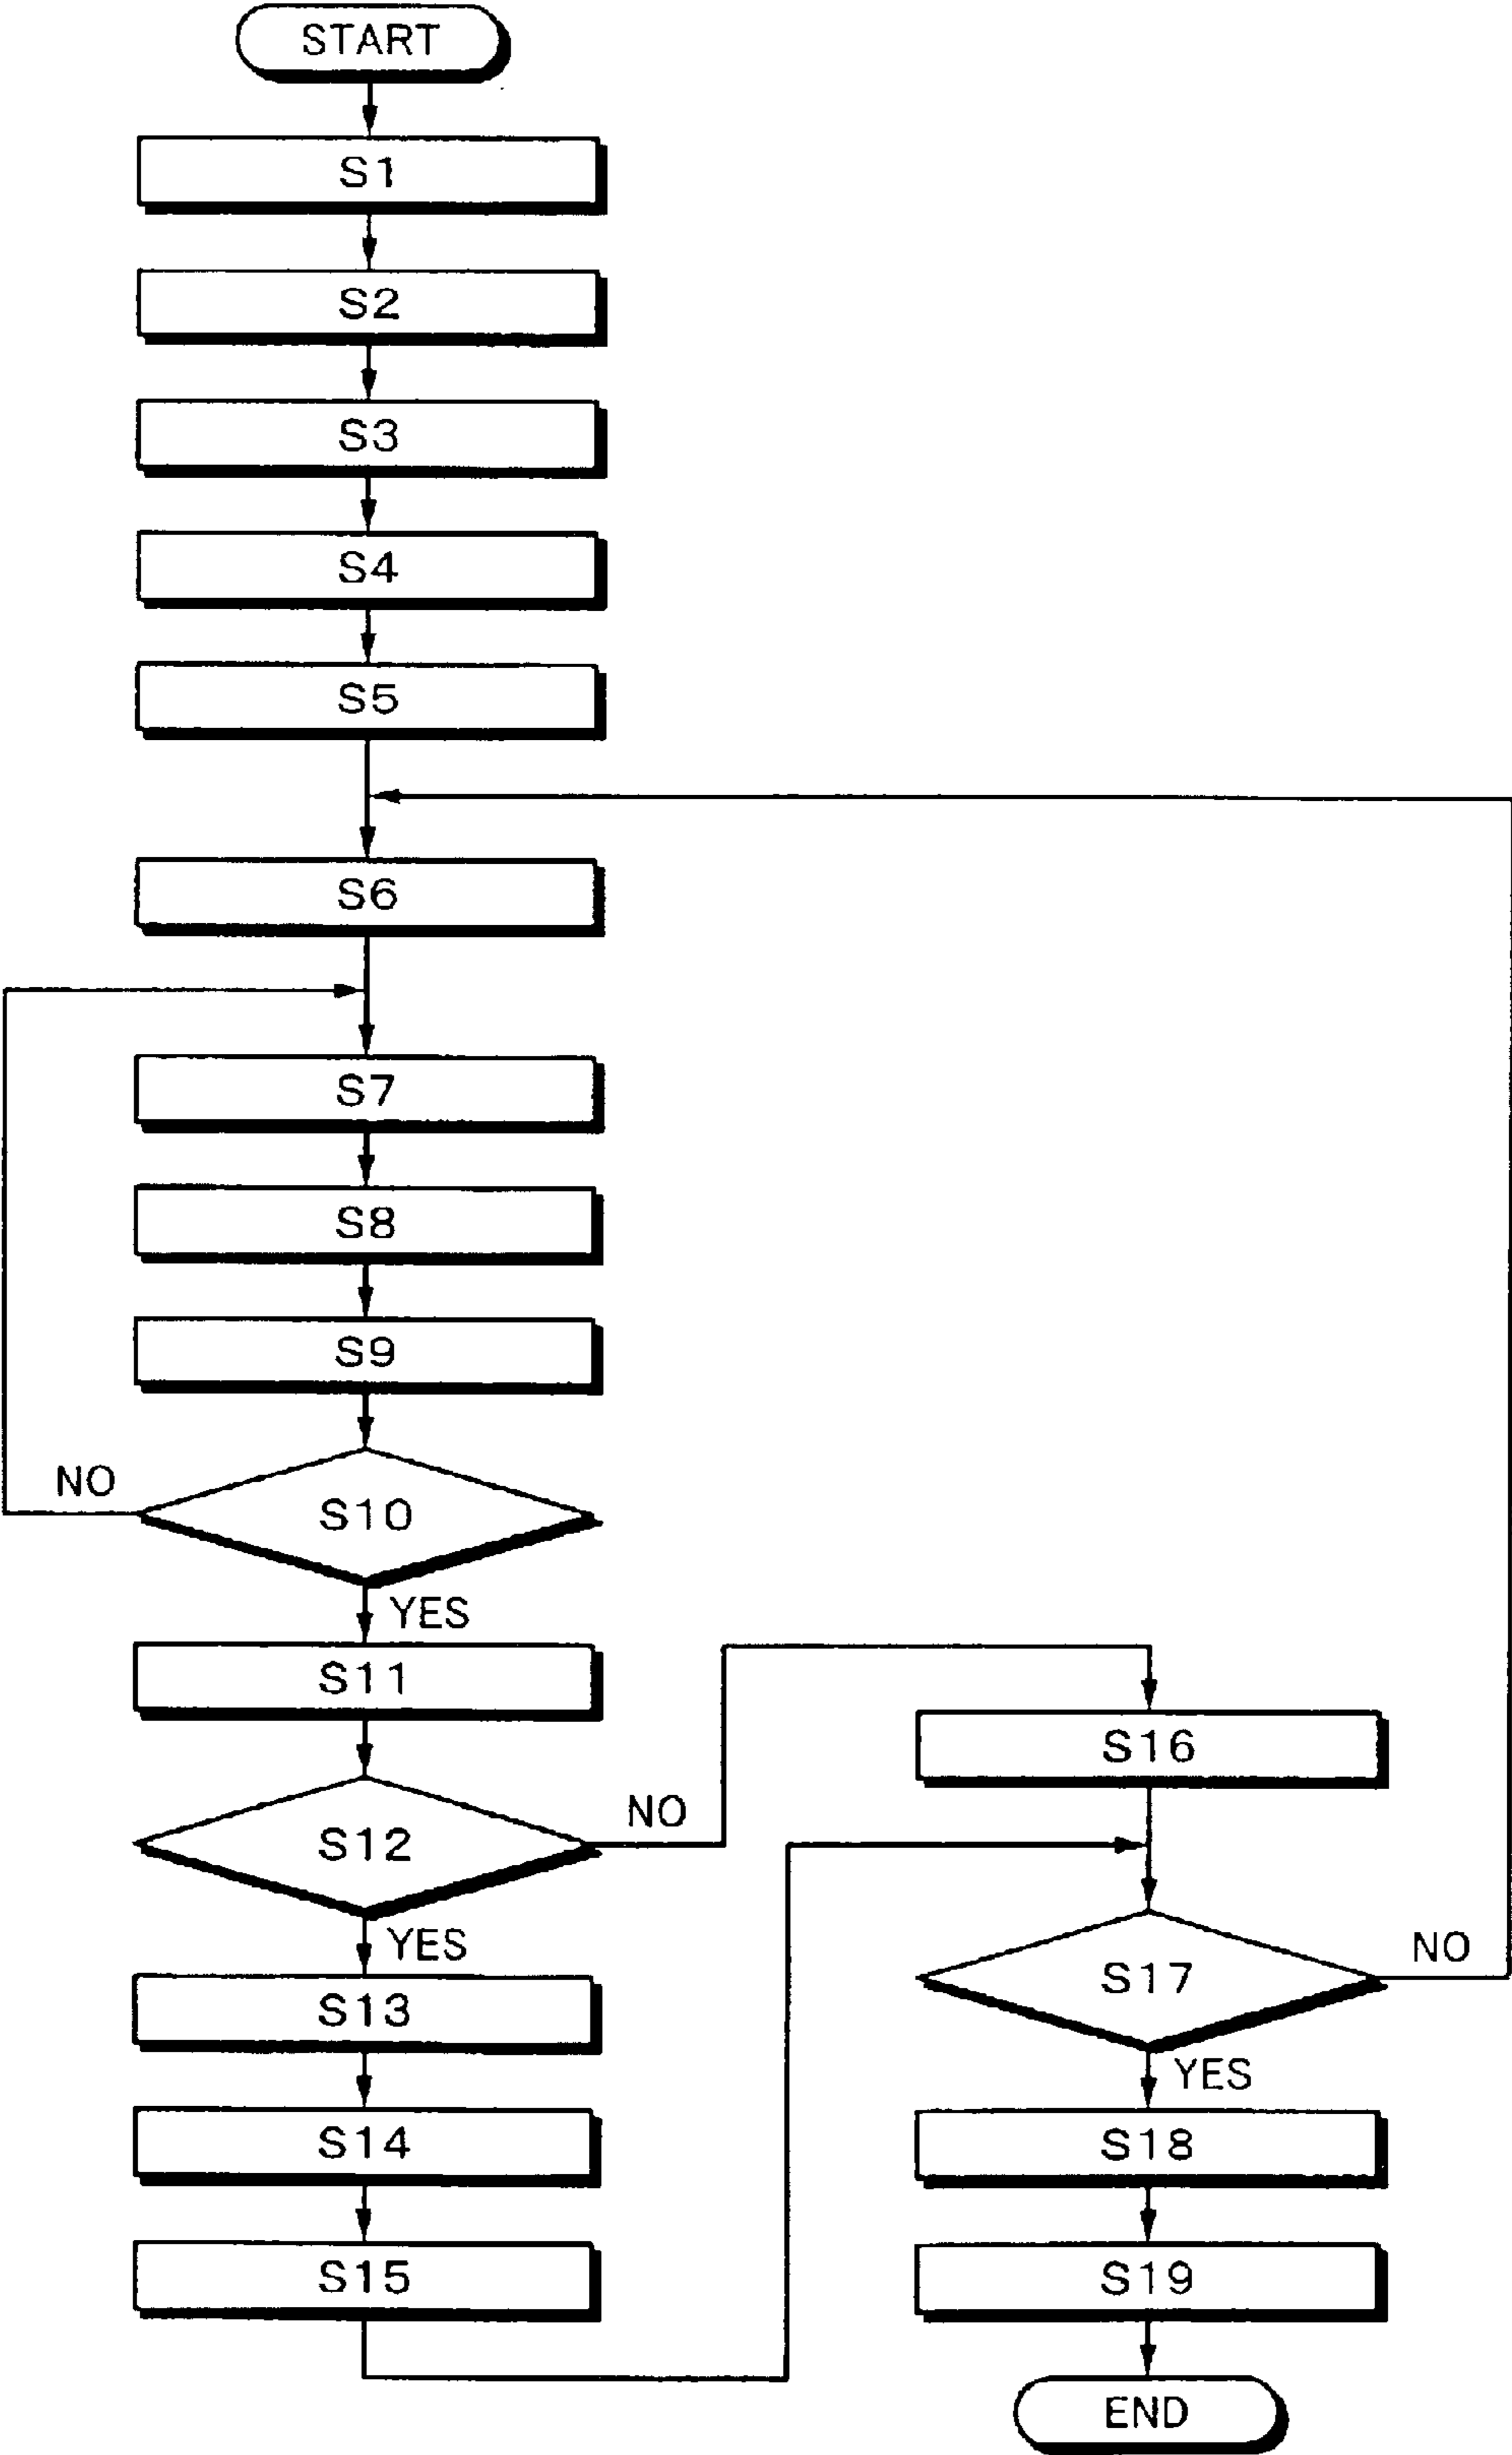 START
S1
S2
S3
S4
S5
S6
S7
S8
S9
S10
NO
YES
S11
S12
NO
YES
S13
S14
S15
S16
S17
NO
YES
S18
S19
END